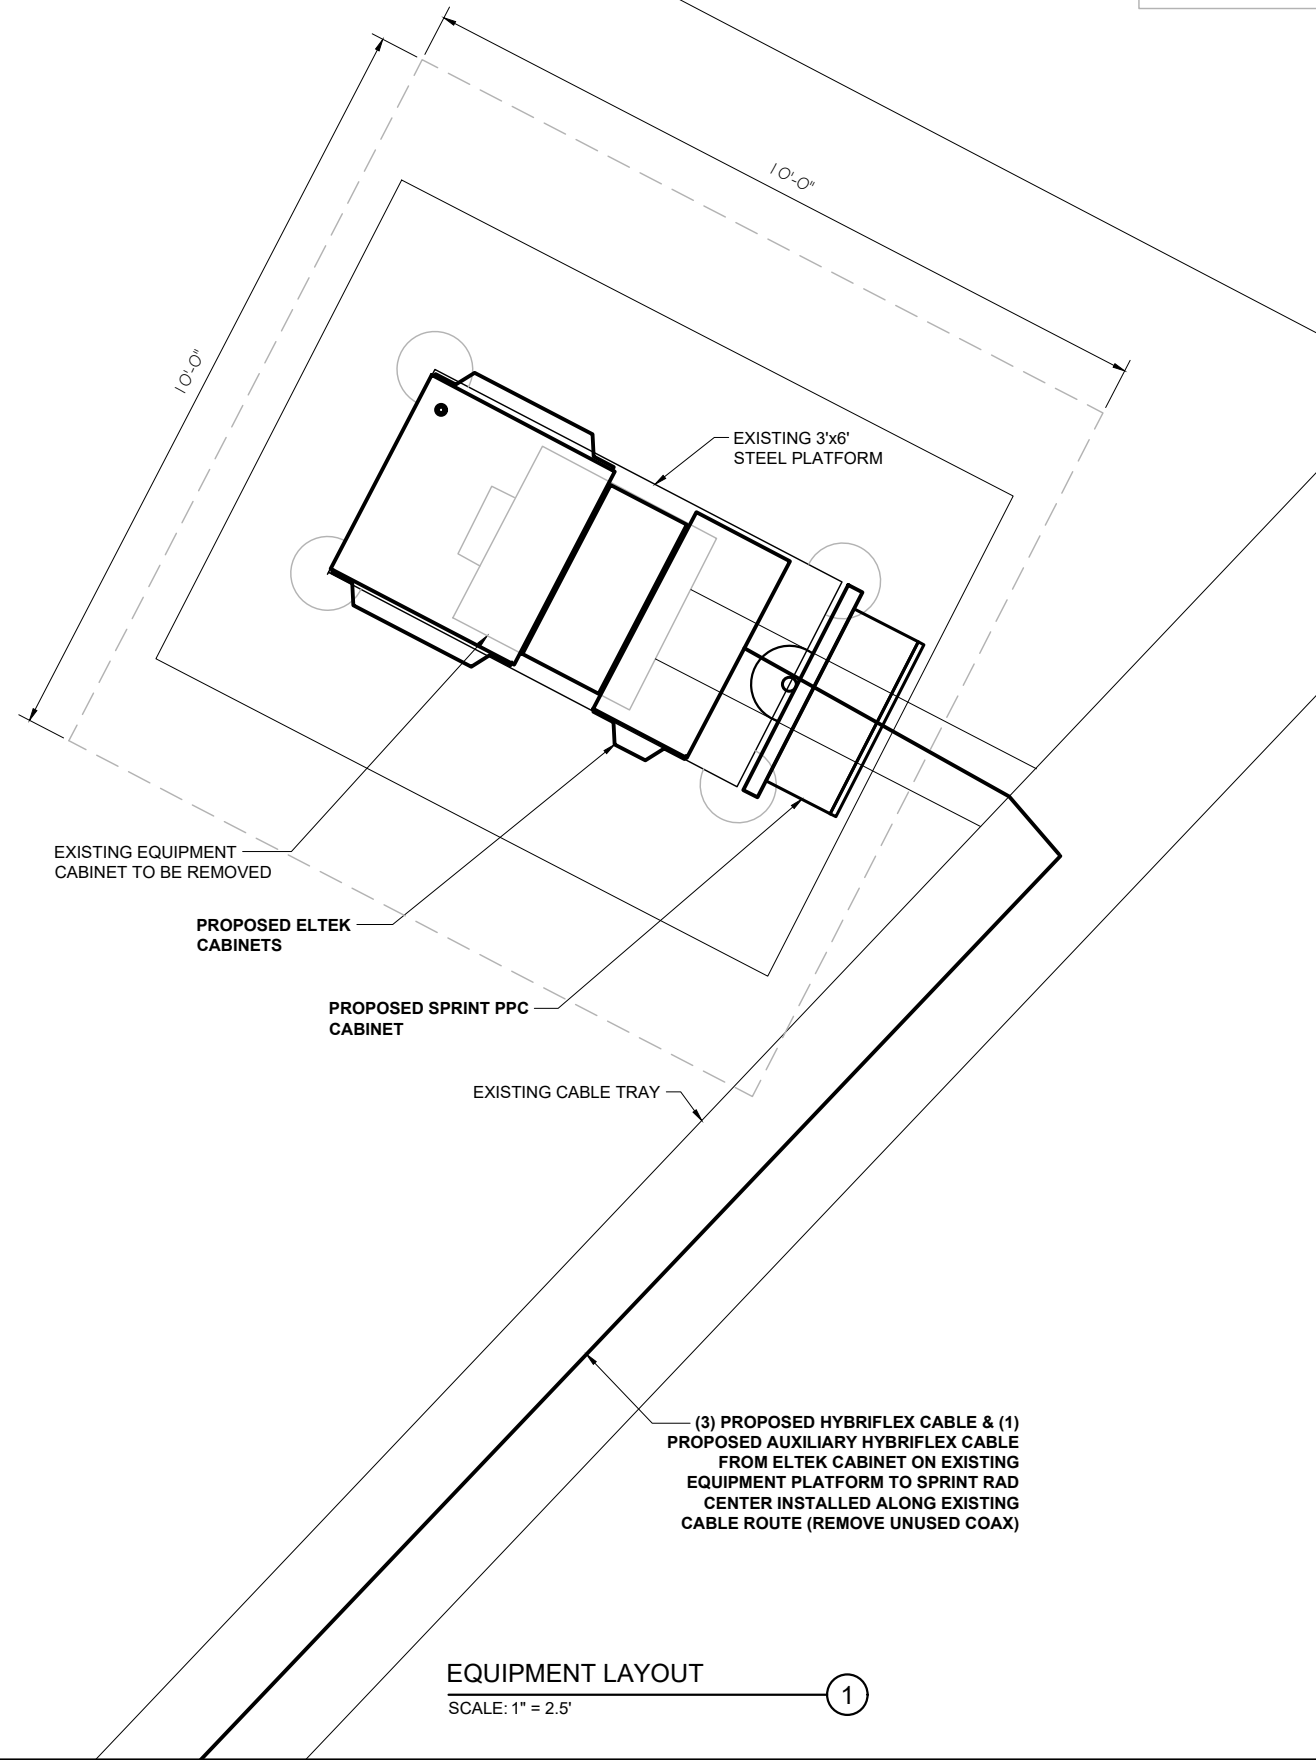 10'-0"
10'-0"
EXISTING 3'x6'
STEEL PLATFORM
EXISTING EQUIPMENT
CABINET TO BE REMOVED
PROPOSED ELTEK
CABINETS
PROPOSED SPRINT PPC
CABINET
EXISTING CABLE TRAY
(3) PROPOSED HYBRIFLEX CABLE & (1)
PROPOSED AUXILIARY HYBRIFLEX CABLE
FROM ELTEK CABINET ON EXISTING
EQUIPMENT PLATFORM TO SPRINT RAD
CENTER INSTALLED ALONG EXISTING
CABLE ROUTE (REMOVE UNUSED COAX)
EQUIPMENT LAYOUT
1
SCALE: 1" = 2.5'